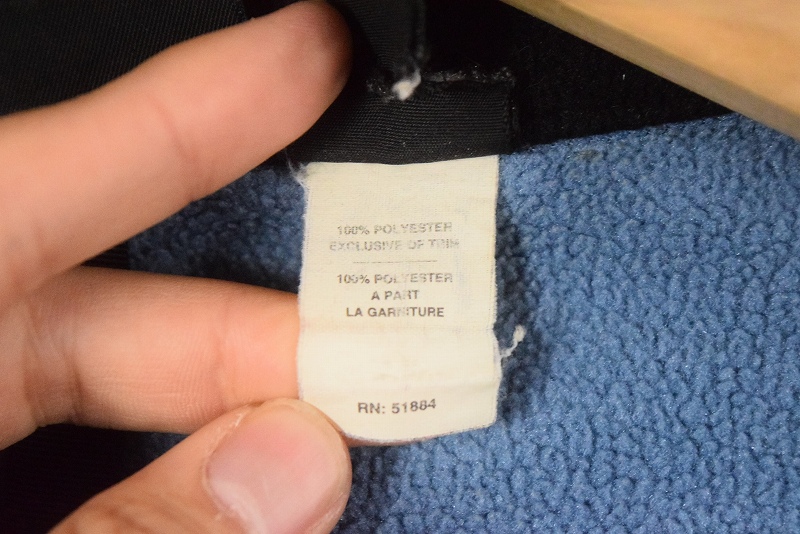 100% POLYESTER
EXCLUSIVE OF TRIM
100% POLYESTER
A PART
LA GARNITURE
RN: 51884